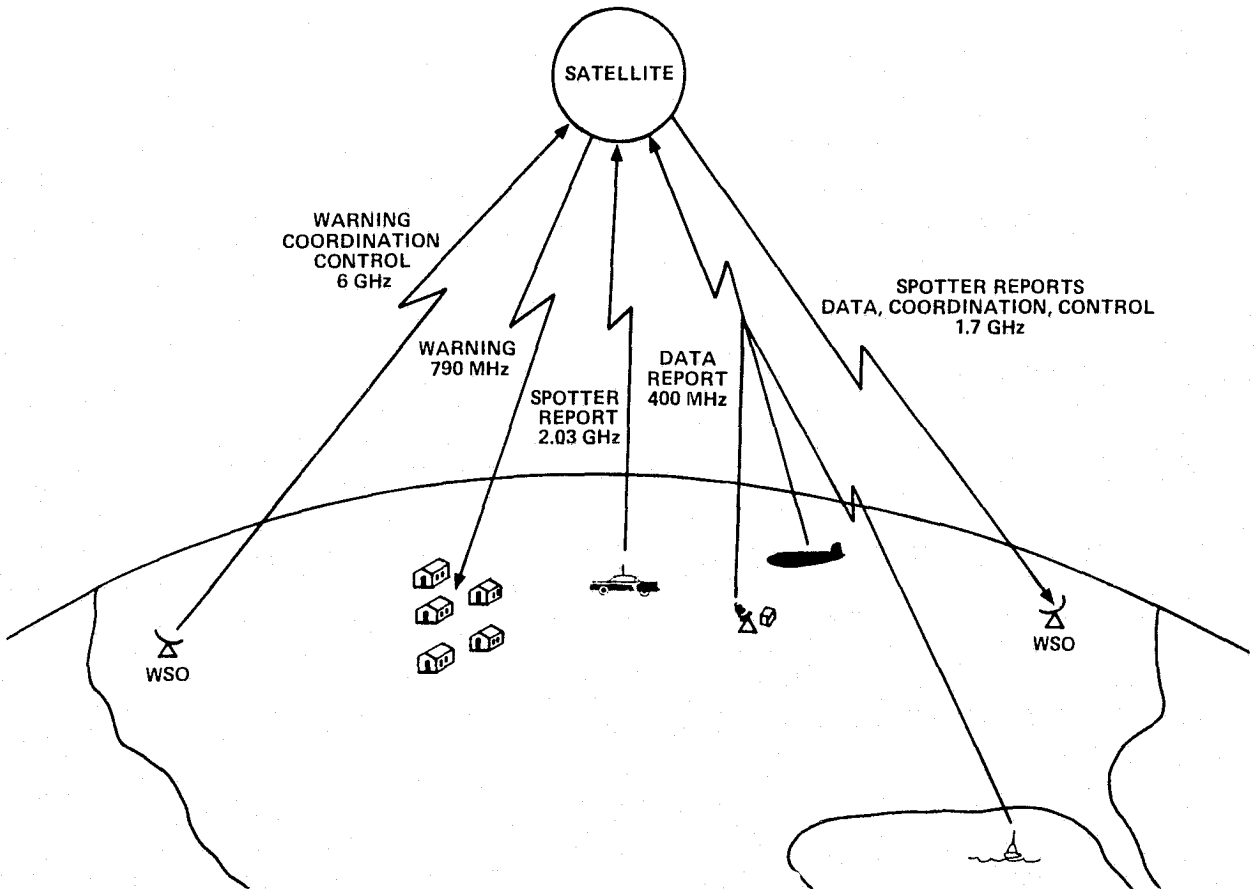 SATELLITE
WARNING
COORDINATION
CONTROL
6 GHz
WARNING
790 MHz
SPOTTER
REPORT
2.03 GHz
DATA
REPORT
400 MHz
SPOTTER REPORTS
DATA, COORDINATION, CONTROL
1.7 GHz
WSO
WSO